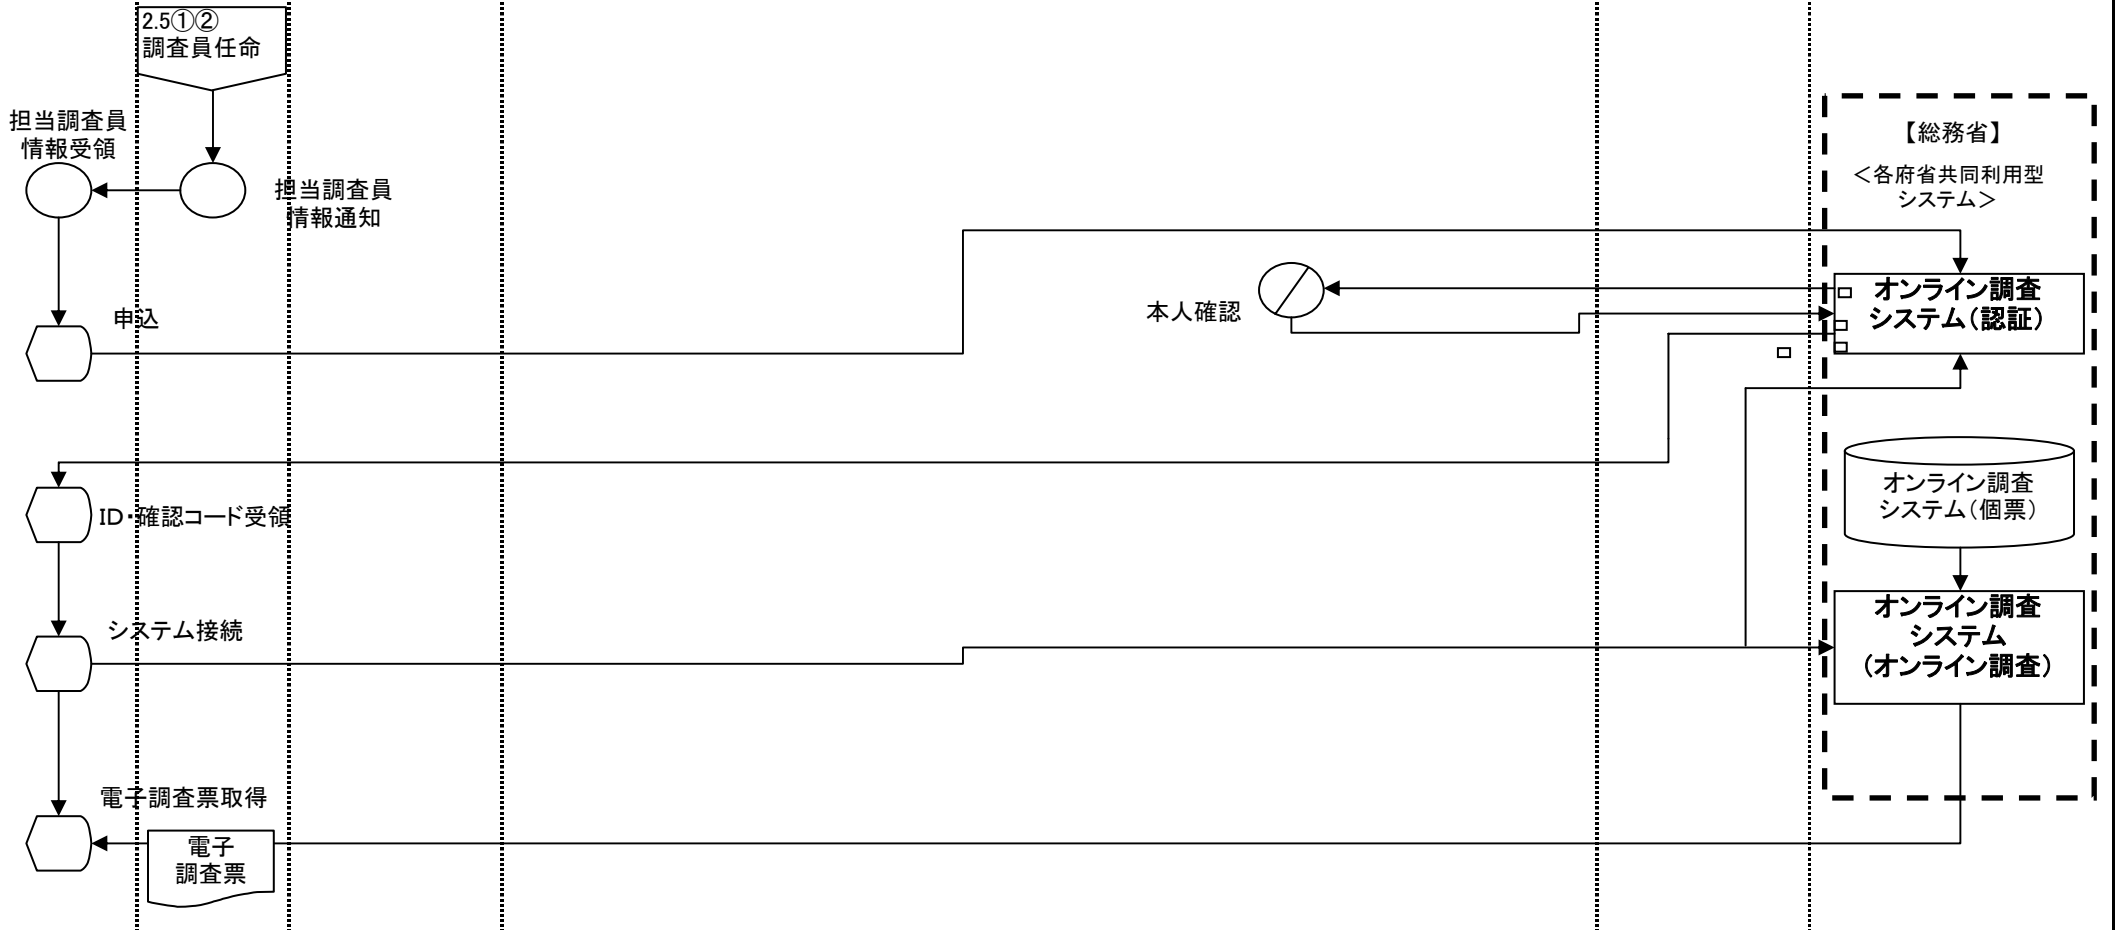 2.5①②
調査員任命
担当調査員
情報受領
担当調査員
情報通知
【総務省】
＜各府省共同利用型
システム＞
申込
本人確認
オンライン調査
システム（認証）
ID・確認コード受領
オンライン調査
システム（個票）
システム接続
オンライン調査
システム
（オンライン調査）
電子調査票取得
電子
調査票